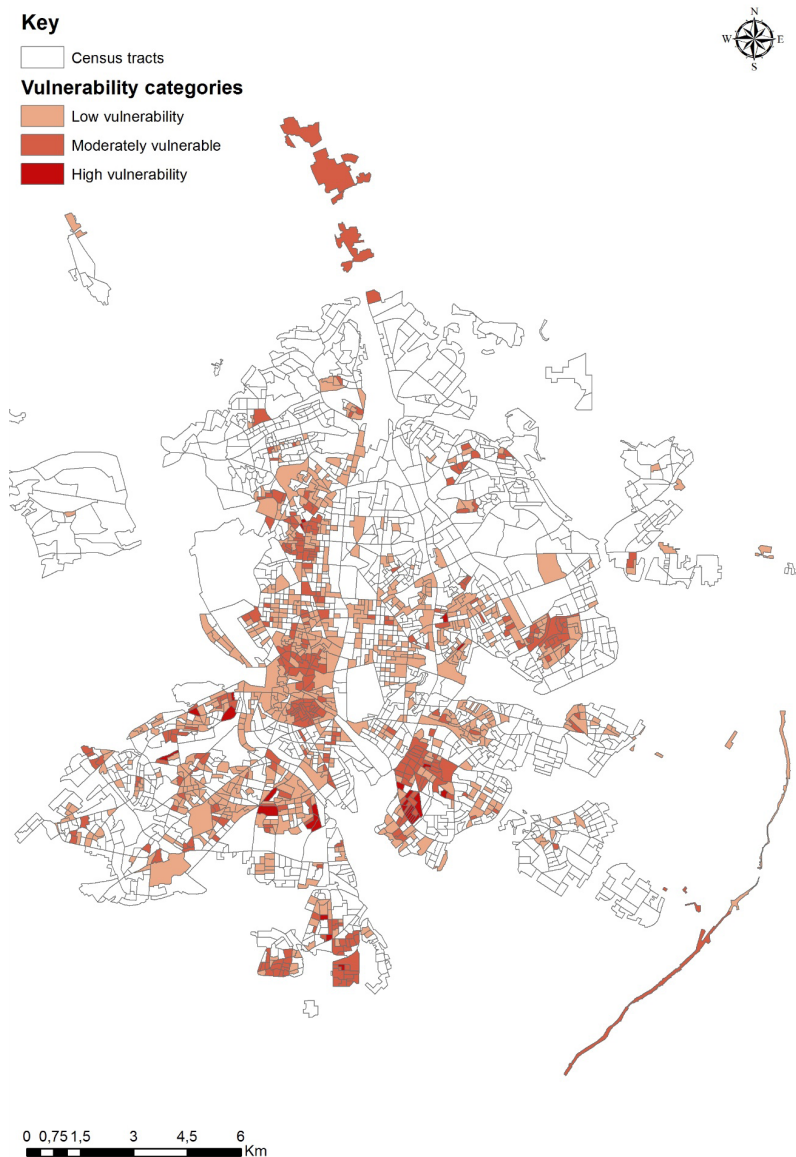 Key
Census tracts
Vulnerability categories
Low vulnerability
Moderately vulnerable
High vulnerability
N
W E
S
0 0,75 1,5 3 4,5 6
Km